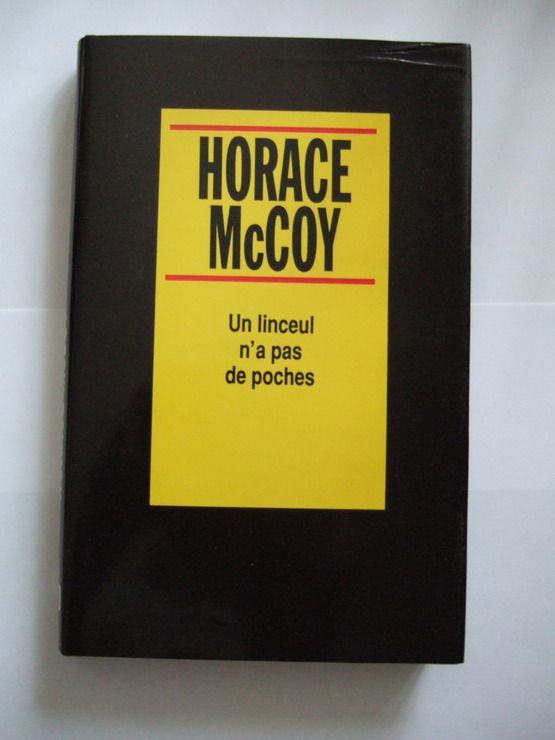 HORACE
McCOY
Un linceul
n'a pas
de poches